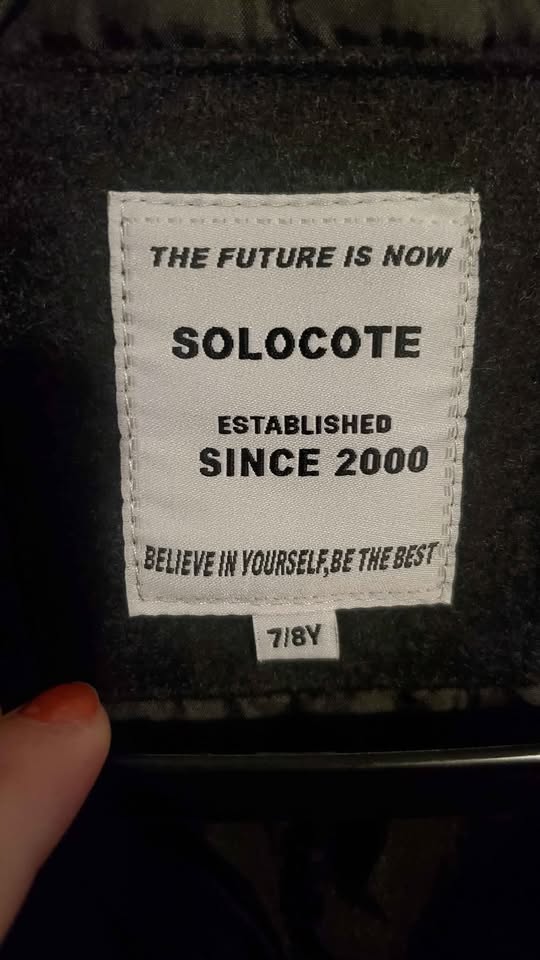 THE FUTURE IS NOW
SOLOCOTE
ESTABLISHED
SINCE 2000
BELIEVE IN YOURSELF,BE THE BEST
7/8Y